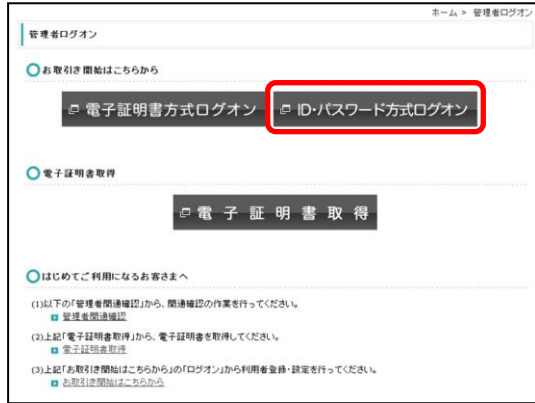 ホーム > 管理者ログオン
管理者ログオン
お取引き開始はこちらから
電子証明書方式ログオン
ID・パスワード方式ログオン
電子証明書取得
電子証明書取得
はじめてご利用になるお客さまへ
(1)以下の「管理者開通確認」から、開通確認の作業を行ってください。
管理者開通確認
(2)上記「電子証明書取得」から、電子証明書を取得してください。
電子証明書取得
(3)上記「お取引き開始はこちらから」の「ログオン」から利用者登録・設定を行ってください。
お取引き開始はこちらから